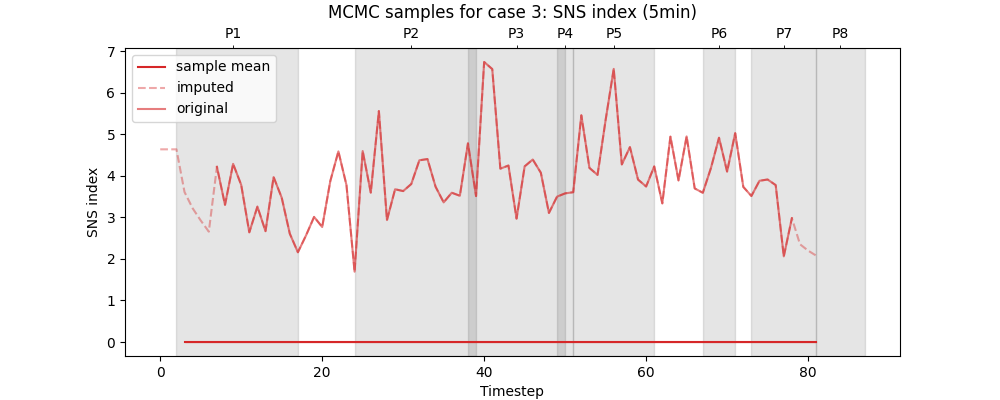 MCMC samples for case 3: SNS index (5min)
P1 P2 P3 P4 P5 P6 P7 P8
sample mean
imputed
original
7
6
5
4
3
2
1
0
SNS index
0 20 40 60 80
Timestep